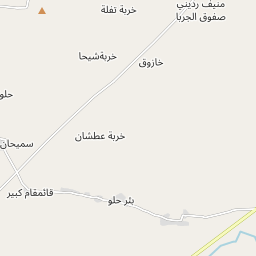 منيف رديني
صفوق الجربا
خربة تفلة
خربةشيحا
خازوق
حلو
خربة عطشان
سميحان
قائمقام كبير
بئر حلو